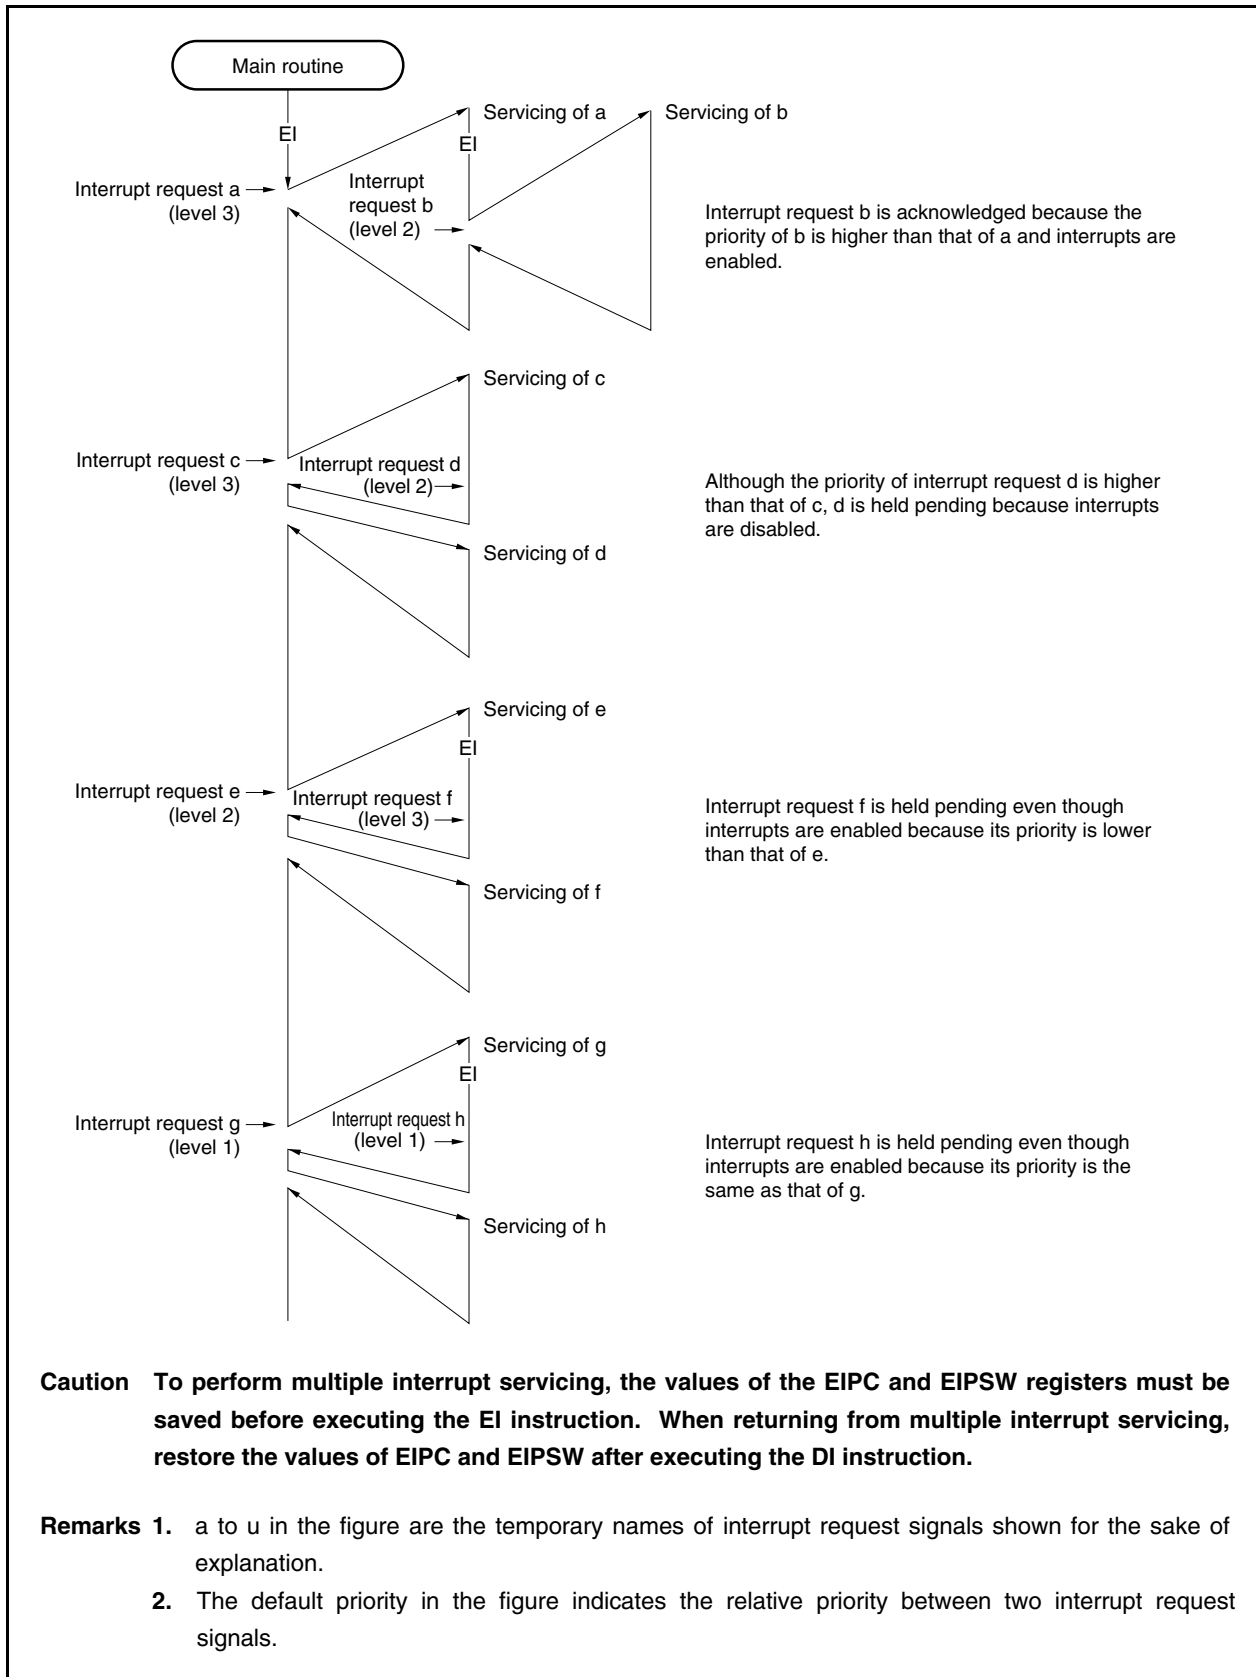 Main routine
EI
Servicing of a
EI
Servicing of b
Interrupt request a
(level 3)
Interrupt
request b
(level 2)
Interrupt request b is acknowledged because the
priority of b is higher than that of a and interrupts are
enabled.
Servicing of c
Interrupt request c
(level 3)
Interrupt request d
(level 2)
Although the priority of interrupt request d is higher
than that of c, d is held pending because interrupts
are disabled.
Servicing of d
Servicing of e
EI
Interrupt request e
(level 2)
Interrupt request f
(level 3)
Interrupt request f is held pending even though
interrupts are enabled because its priority is lower
than that of e.
Servicing of f
Servicing of g
EI
Interrupt request g
(level 1)
Interrupt request h
(level 1)
Interrupt request h is held pending even though
interrupts are enabled because its priority is the
same as that of g.
Servicing of h
Caution To perform multiple interrupt servicing, the values of the EIPC and EIPSW registers must be
saved before executing the EI instruction. When returning from multiple interrupt servicing,
restore the values of EIPC and EIPSW after executing the DI instruction.
Remarks 1. a to u in the figure are the temporary names of interrupt request signals shown for the sake of
explanation.
2. The default priority in the figure indicates the relative priority between two interrupt request
signals.